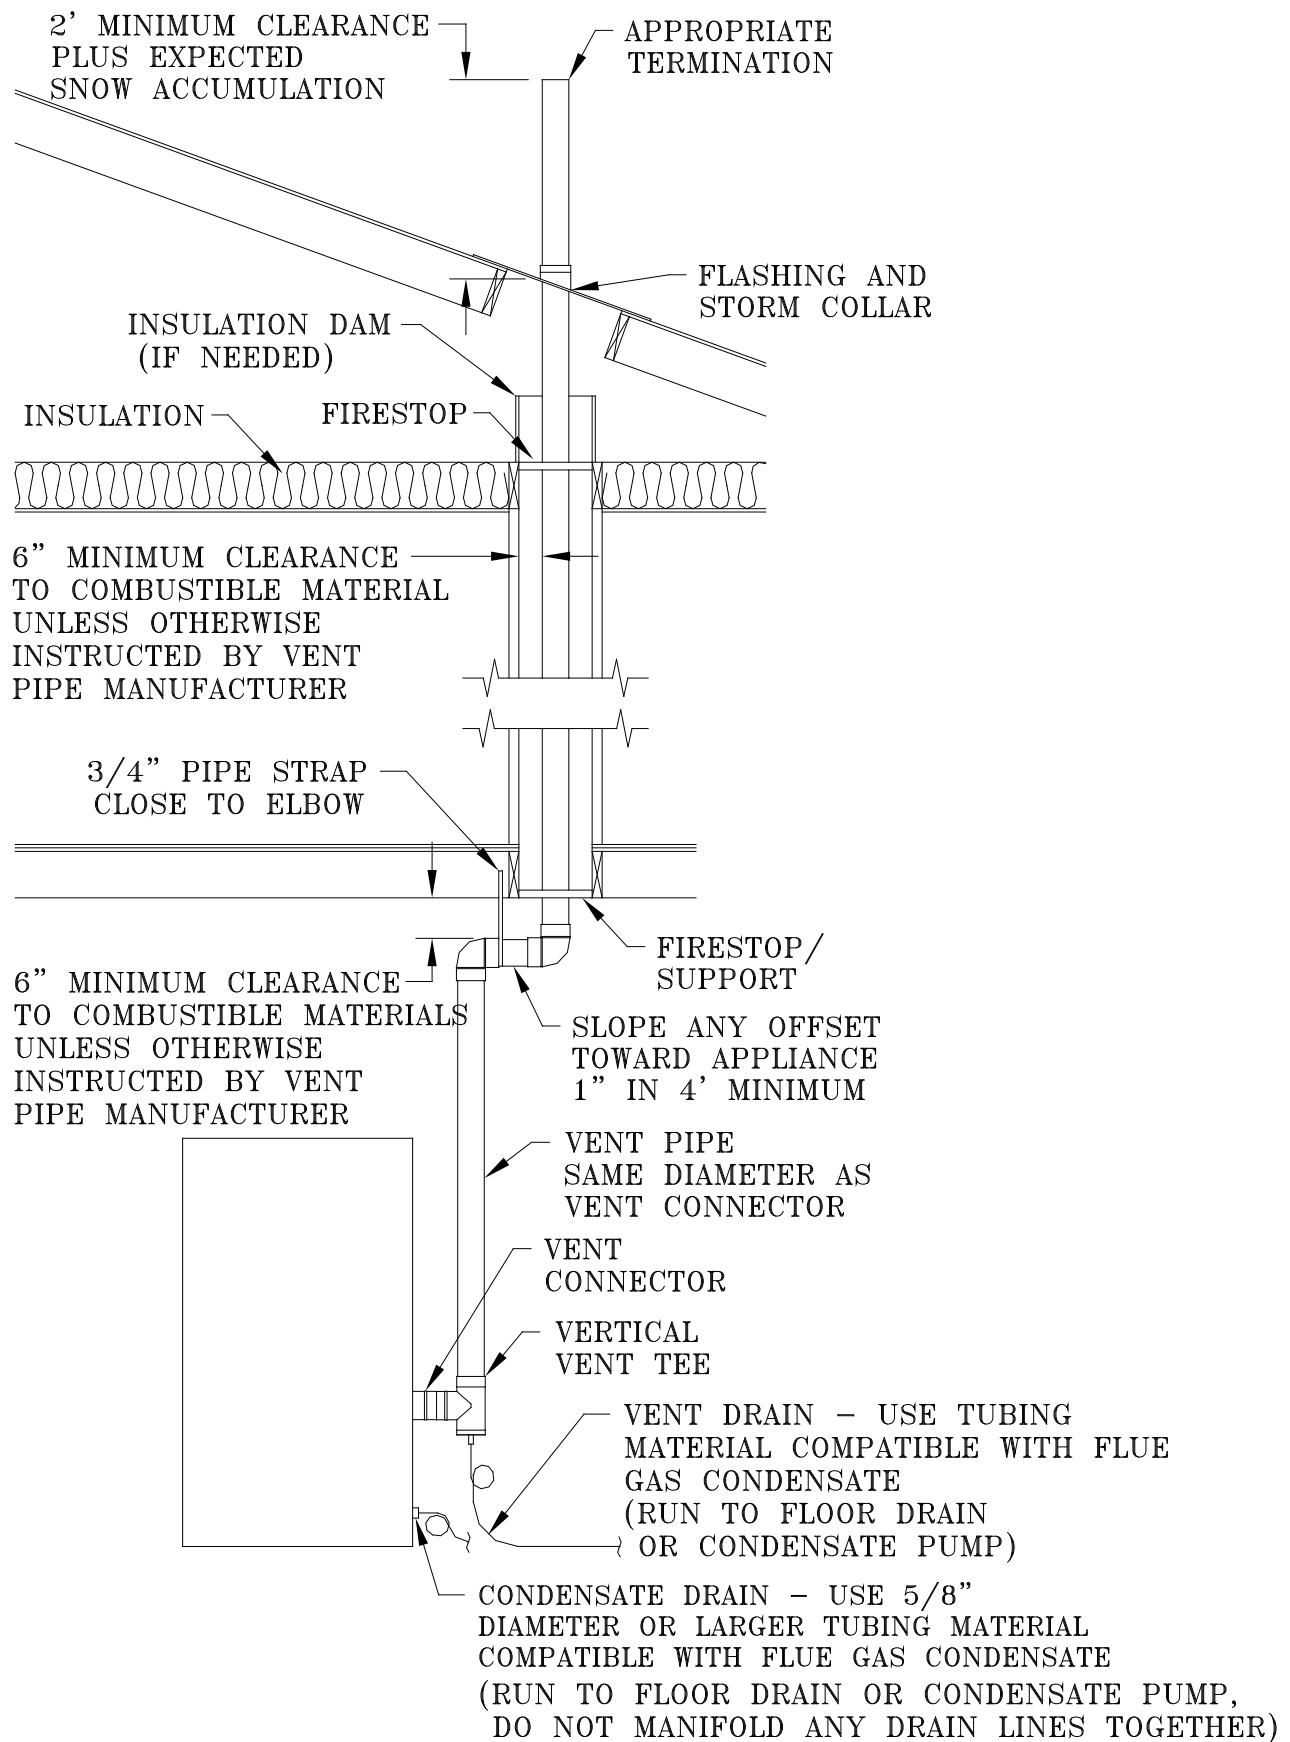 2’ MINIMUM CLEARANCE
PLUS EXPECTED
SNOW ACCUMULATION
APPROPRIATE
TERMINATION
FLASHING AND
STORM COLLAR
INSULATION DAM
(IF NEEDED)
INSULATION
FIRESTOP
6” MINIMUM CLEARANCE
TO COMBUSTIBLE MATERIAL
UNLESS OTHERWISE
INSTRUCTED BY VENT
PIPE MANUFACTURER
3/4” PIPE STRAP
CLOSE TO ELBOW
FIRESTOP/
SUPPORT
6” MINIMUM CLEARANCE
TO COMBUSTIBLE MATERIALS
UNLESS OTHERWISE
INSTRUCTED BY VENT
PIPE MANUFACTURER
SLOPE ANY OFFSET
TOWARD APPLIANCE
1” IN 4’ MINIMUM
VENT PIPE
SAME DIAMETER AS
VENT CONNECTOR
VENT
CONNECTOR
VERTICAL
VENT TEE
VENT DRAIN – USE TUBING
MATERIAL COMPATIBLE WITH FLUE
GAS CONDENSATE
(RUN TO FLOOR DRAIN
OR CONDENSATE PUMP)
CONDENSATE DRAIN – USE 5/8”
DIAMETER OR LARGER TUBING MATERIAL
COMPATIBLE WITH FLUE GAS CONDENSATE
(RUN TO FLOOR DRAIN OR CONDENSATE PUMP,
DO NOT MANIFOLD ANY DRAIN LINES TOGETHER)